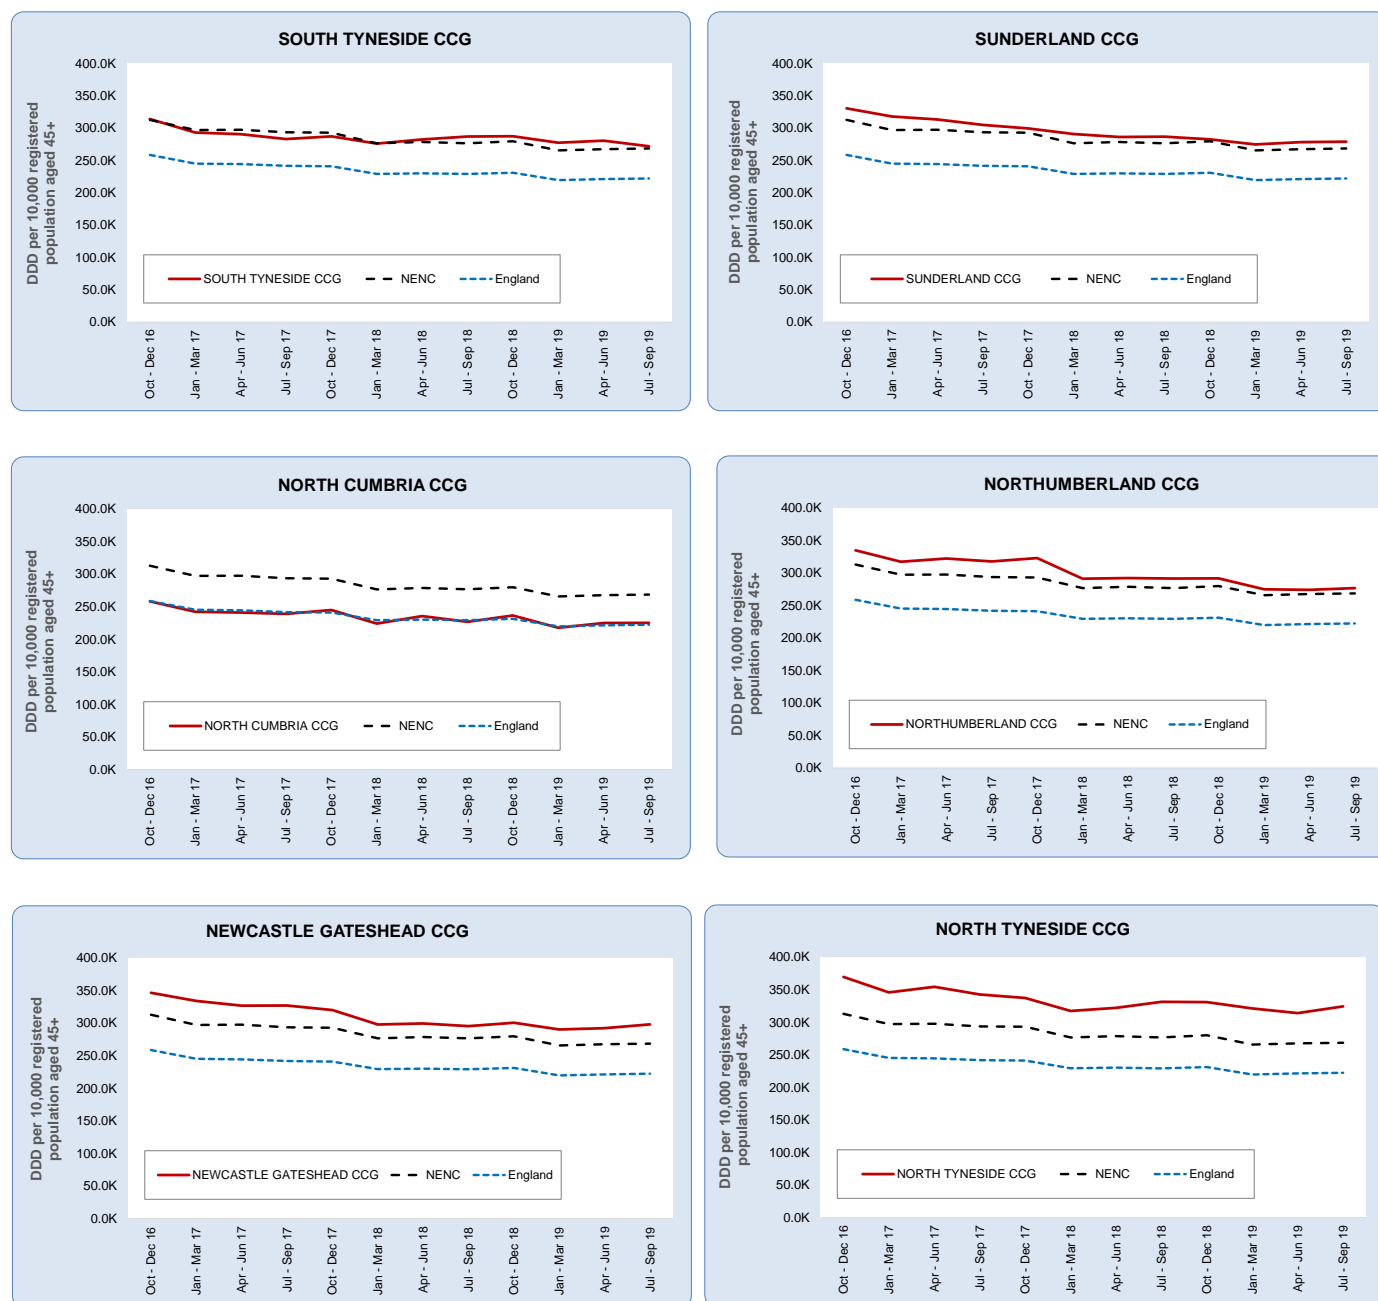 SOUTH TYNESIDE CCG
DDD per 10,000 registered
population aged 45+
400.0K
350.0K
300.0K
250.0K
200.0K
150.0K
100.0K
50.0K
0.0K
SOUTH TYNESIDE CCG NENC England
Oct - Dec 16
Jan - Mar 17
Apr - Jun 17
Jul - Sep 17
Oct - Dec 17
Jan - Mar 18
Apr - Jun 18
Jul - Sep 18
Oct - Dec 18
Jan - Mar 19
Apr - Jun 19
Jul - Sep 19
SUNDERLAND CCG
DDD per 10,000 registered
population aged 45+
400.0K
350.0K
300.0K
250.0K
200.0K
150.0K
100.0K
50.0K
0.0K
SUNDERLAND CCG NENC England
Oct - Dec 16
Jan - Mar 17
Apr - Jun 17
Jul - Sep 17
Oct - Dec 17
Jan - Mar 18
Apr - Jun 18
Jul - Sep 18
Oct - Dec 18
Jan - Mar 19
Apr - Jun 19
Jul - Sep 19
NORTH CUMBRIA CCG
DDD per 10,000 registered
population aged 45+
400.0K
350.0K
300.0K
250.0K
200.0K
150.0K
100.0K
50.0K
0.0K
NORTH CUMBRIA CCG NENC England
Oct - Dec 16
Jan - Mar 17
Apr - Jun 17
Jul - Sep 17
Oct - Dec 17
Jan - Mar 18
Apr - Jun 18
Jul - Sep 18
Oct - Dec 18
Jan - Mar 19
Apr - Jun 19
Jul - Sep 19
NORTHUMBERLAND CCG
DDD per 10,000 registered
population aged 45+
400.0K
350.0K
300.0K
250.0K
200.0K
150.0K
100.0K
50.0K
0.0K
NORTHUMBERLAND CCG NENC England
Oct - Dec 16
Jan - Mar 17
Apr - Jun 17
Jul - Sep 17
Oct - Dec 17
Jan - Mar 18
Apr - Jun 18
Jul - Sep 18
Oct - Dec 18
Jan - Mar 19
Apr - Jun 19
Jul - Sep 19
NEWCASTLE GATESHEAD CCG
DDD per 10,000 registered
population aged 45+
400.0K
350.0K
300.0K
250.0K
200.0K
150.0K
100.0K
50.0K
0.0K
NEWCASTLE GATESHEAD CCG NENC England
Oct - Dec 16
Jan - Mar 17
Apr - Jun 17
Jul - Sep 17
Oct - Dec 17
Jan - Mar 18
Apr - Jun 18
Jul - Sep 18
Oct - Dec 18
Jan - Mar 19
Apr - Jun 19
Jul - Sep 19
NORTH TYNESIDE CCG
DDD per 10,000 registered
population aged 45+
400.0K
350.0K
300.0K
250.0K
200.0K
150.0K
100.0K
50.0K
0.0K
NORTH TYNESIDE CCG NENC England
Oct - Dec 16
Jan - Mar 17
Apr - Jun 17
Jul - Sep 17
Oct - Dec 17
Jan - Mar 18
Apr - Jun 18
Jul - Sep 18
Oct - Dec 18
Jan - Mar 19
Apr - Jun 19
Jul - Sep 19